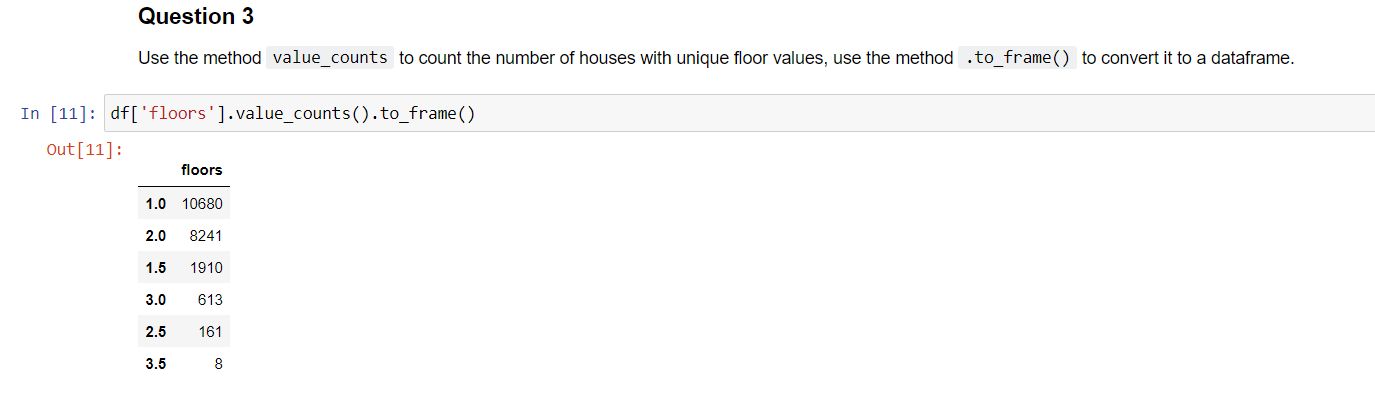 Question 3
Use the method value_counts to count the number of houses with unique floor values, use the method .to_frame() to convert it to a dataframe.
In [11]: df['floors'].value_counts().to_frame()
Out[11]:
floors
1.0 10680
2.0 8241
1.5 1910
3.0 613
2.5 161
3.5 8